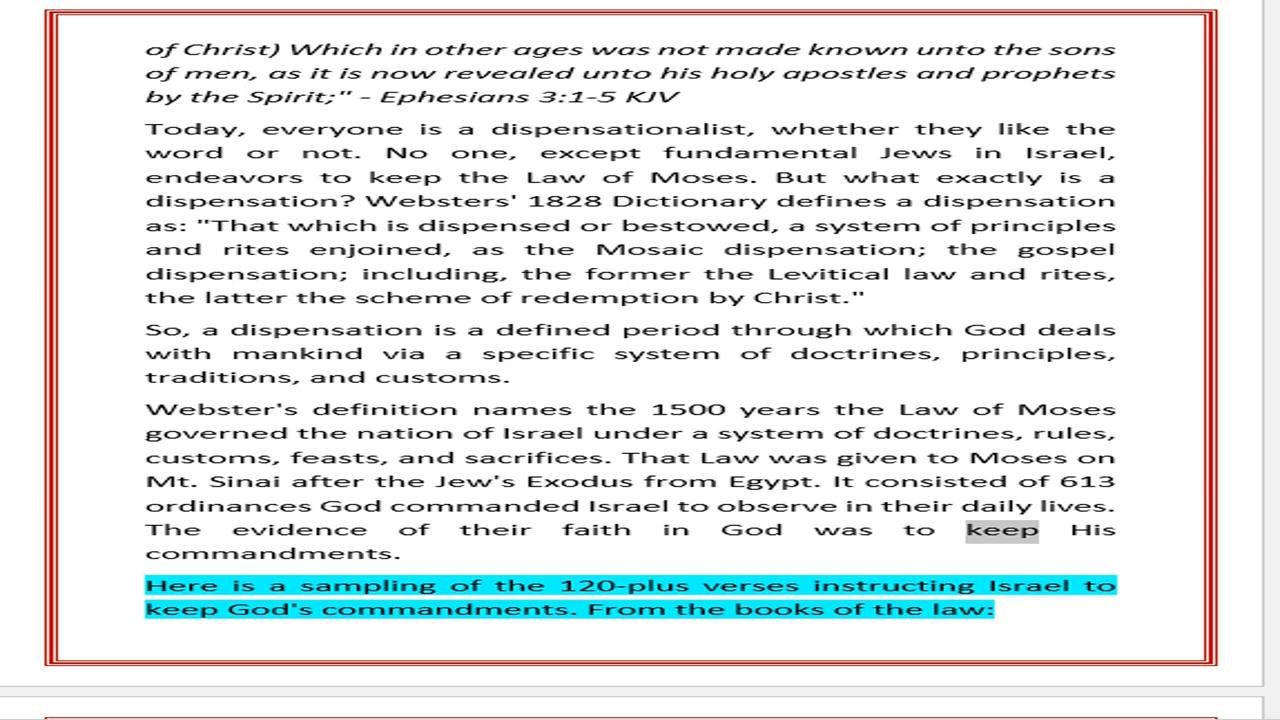 of Christ) Which in other ages was not made known unto the sons
of men, as it is now revealed unto his holy apostles and prophets
by the Spirit;" - Ephesians 3:1-5 KJV
Today, everyone is a dispensationalist, whether they like the
word or not. No one, except fundamental Jews in Israel,
endeavors to keep the Law of Moses. But what exactly is a
dispensation? Websters' 1828 Dictionary defines a dispensation
as: "That which is dispensed or bestowed, a system of principles
and rites enjoined, as the Mosaic dispensation; the gospel
dispensation; including, the former the Levitical law and rites,
the latter the scheme of redemption by Christ."
So, a dispensation is a defined period through which God deals
with mankind via a specific system of doctrines, principles,
traditions, and customs.
Webster's definition names the 1500 years the Law of Moses
governed the nation of Israel under a system of doctrines, rules,
customs, feasts, and sacrifices. That Law was given to Moses on
Mt. Sinai after the Jew's Exodus from Egypt. It consisted of 613
ordinances God commanded Israel to observe in their daily lives.
The evidence of their faith in God was to keep His
commandments.
Here is a sampling of the 120-plus verses instructing Israel to
keep God's commandments. From the books of the law: